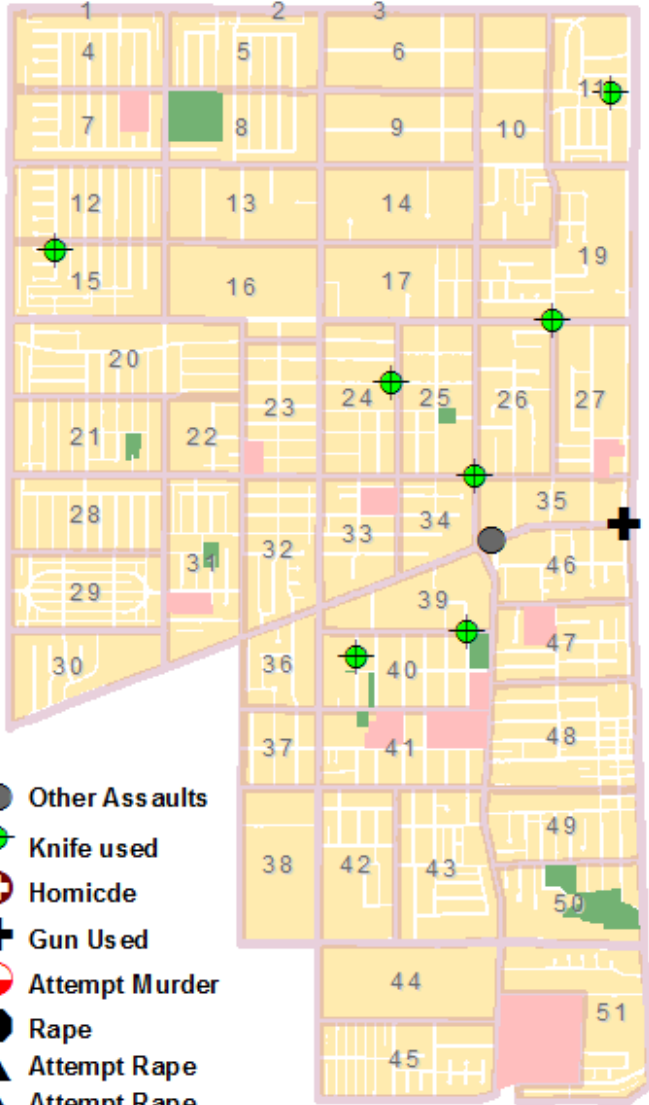 1 2 3
4 5 6
11
7 8 9 10
12 13 14
19
15 16 17
20
23 24 25 26 27
21 22
28 33 34 35
29 31 32 46
39
30 36 40 47
37 41 48
Other Assaults
49
Knife used
38 42 43
Homicde
50
Gun Used
Attempt Murder
44
51
Rape
45
Attempt Rape
Attempt Rape